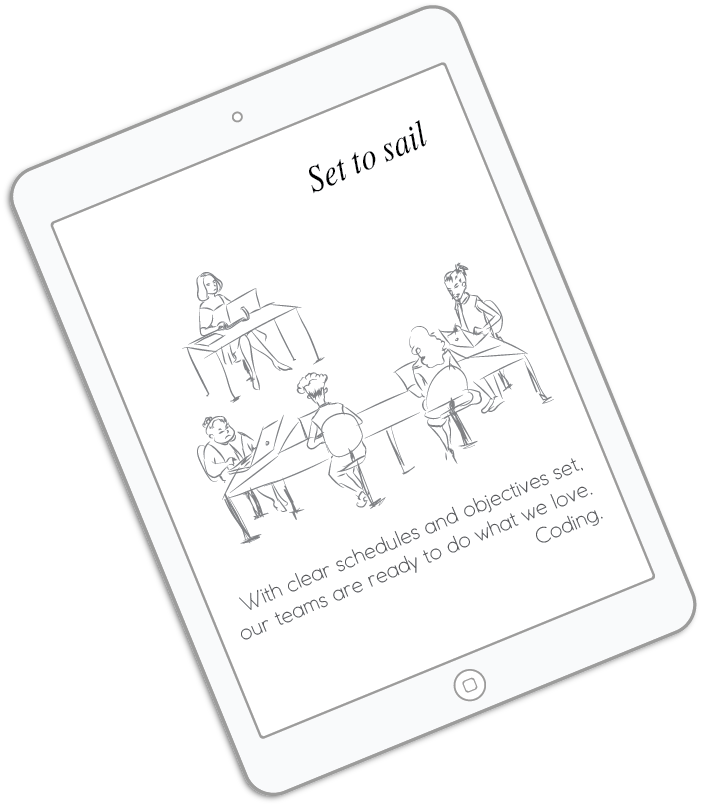 Set to sail
With clear schedules and objectives set,
our teams are ready to do what we love.
Coding.